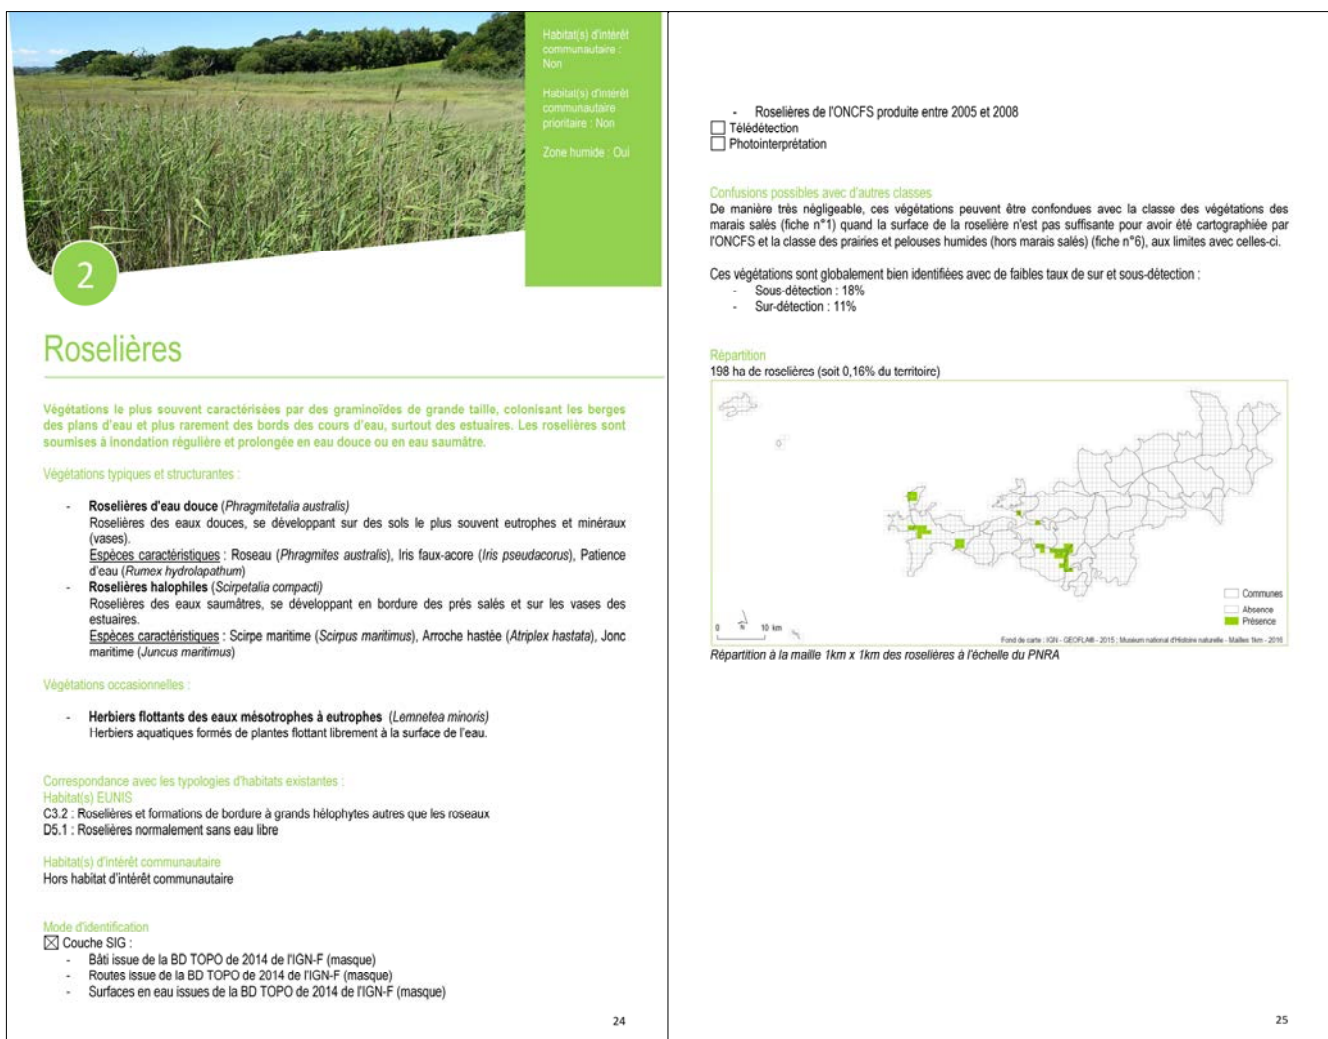 Habitat(s) d'intérêt
communautaire :
Non
Habitat(s) d'intérêt
communautaire
prioritaire : Non
Zone humide : Oui
2
Roselières
Végétations le plus souvent caractérisées par des graminoïdes de grande taille, colonisant les berges
des plans d'eau et plus rarement des bords des cours d'eau, surtout des estuaires. Les roselières sont
soumises à inondation régulière et prolongée en eau douce ou en eau saumâtre.
Végétations typiques et structurantes :
- Roselières d'eau douce (Phragmitetalia australis)
Roselières des eaux douces, se développant sur des sols le plus souvent eutrophes et minéraux
(vases).
Espèces caractéristiques : Roseau (Phragmites australis), Iris faux-acore (Iris pseudacorus), Patience
d'eau (Rumex hydrolapathum)
- Roselières halophiles (Scirpetalia compacti)
Roselières des eaux saumâtres, se développant en bordure des prés salés et sur les vases des
estuaires.
Espèces caractéristiques : Scirpe maritime (Scirpus maritimus), Arroche hastée (Atriplex hastata), Jonc
maritime (Juncus maritimus)
Végétations occasionnelles :
- Herbiers flottants des eaux mésotrophes à eutrophes (Lemnetea minoris)
Herbiers aquatiques formés de plantes flottant librement à la surface de l'eau.
Correspondance avec les typologies d'habitats existantes :
Habitat(s) EUNIS
C3.2 : Roselières et formations de bordure à grands hélophytes autres que les roseaux
D5.1 : Roselières normalement sans eau libre
Habitat(s) d'intérêt communautaire
Hors habitat d'intérêt communautaire
Mode d'identification
☒ Couche SIG :
- Bâti issue de la BD TOPO de 2014 de l'IGN-F (masque)
- Routes issue de la BD TOPO de 2014 de l'IGN-F (masque)
- Surfaces en eau issues de la BD TOPO de 2014 de l'IGN-F (masque)
24
- Roselières de l'ONCFS produite entre 2005 et 2008
☐ Télédétection
☐ Photointerprétation
Confusions possibles avec d'autres classes
De manière très négligeable, ces végétations peuvent être confondues avec la classe des végétations des
marais salés (fiche n°1) quand la surface de la roselière n'est pas suffisante pour avoir été cartographiée par
l'ONCFS et la classe des prairies et pelouses humides (hors marais salés) (fiche n°6), aux limites avec celles-ci.
Ces végétations sont globalement bien identifiées avec de faibles taux de sur et sous-détection :
- Sous-détection : 18%
- Sur-détection : 11%
Répartition
198 ha de roselières (soit 0,16% du territoire)
Communes
Absence
Présence
0 N 10 km
Fond de carte : IGN - GEOFLA® - 2015 ; Muséum national d'Histoire naturelle - Mailles 1km - 2016
Répartition à la maille 1km x 1km des roselières à l'échelle du PNRA
25